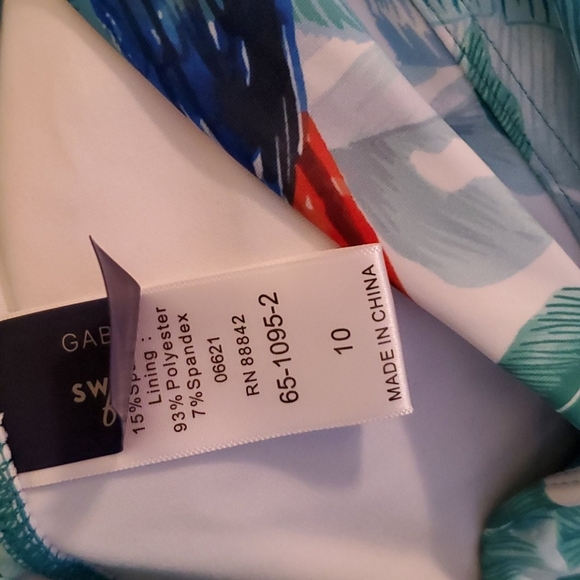 GAB
SW
15%Sp
Lining :
93% Polyester
7%Spandex
06621
RN 88842
65-1095-2
10
MADE IN CHINA